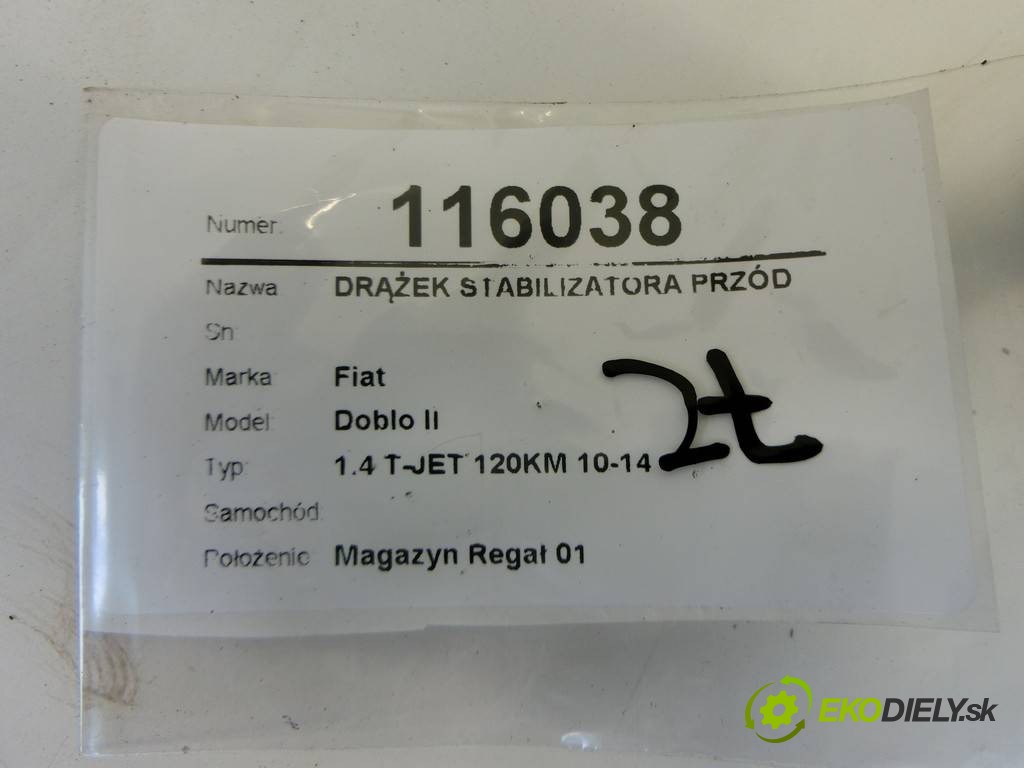 Numer: 116038
Nazwa DRĄŻEK STABILIZATORA PRZÓD
Sn
Marka Fiat
Model: Doblo II
Typ: 1.4 T-JET 120KM 10-14
Samochód:
Położenie Magazyn Regał 01
EKODIELY.sk